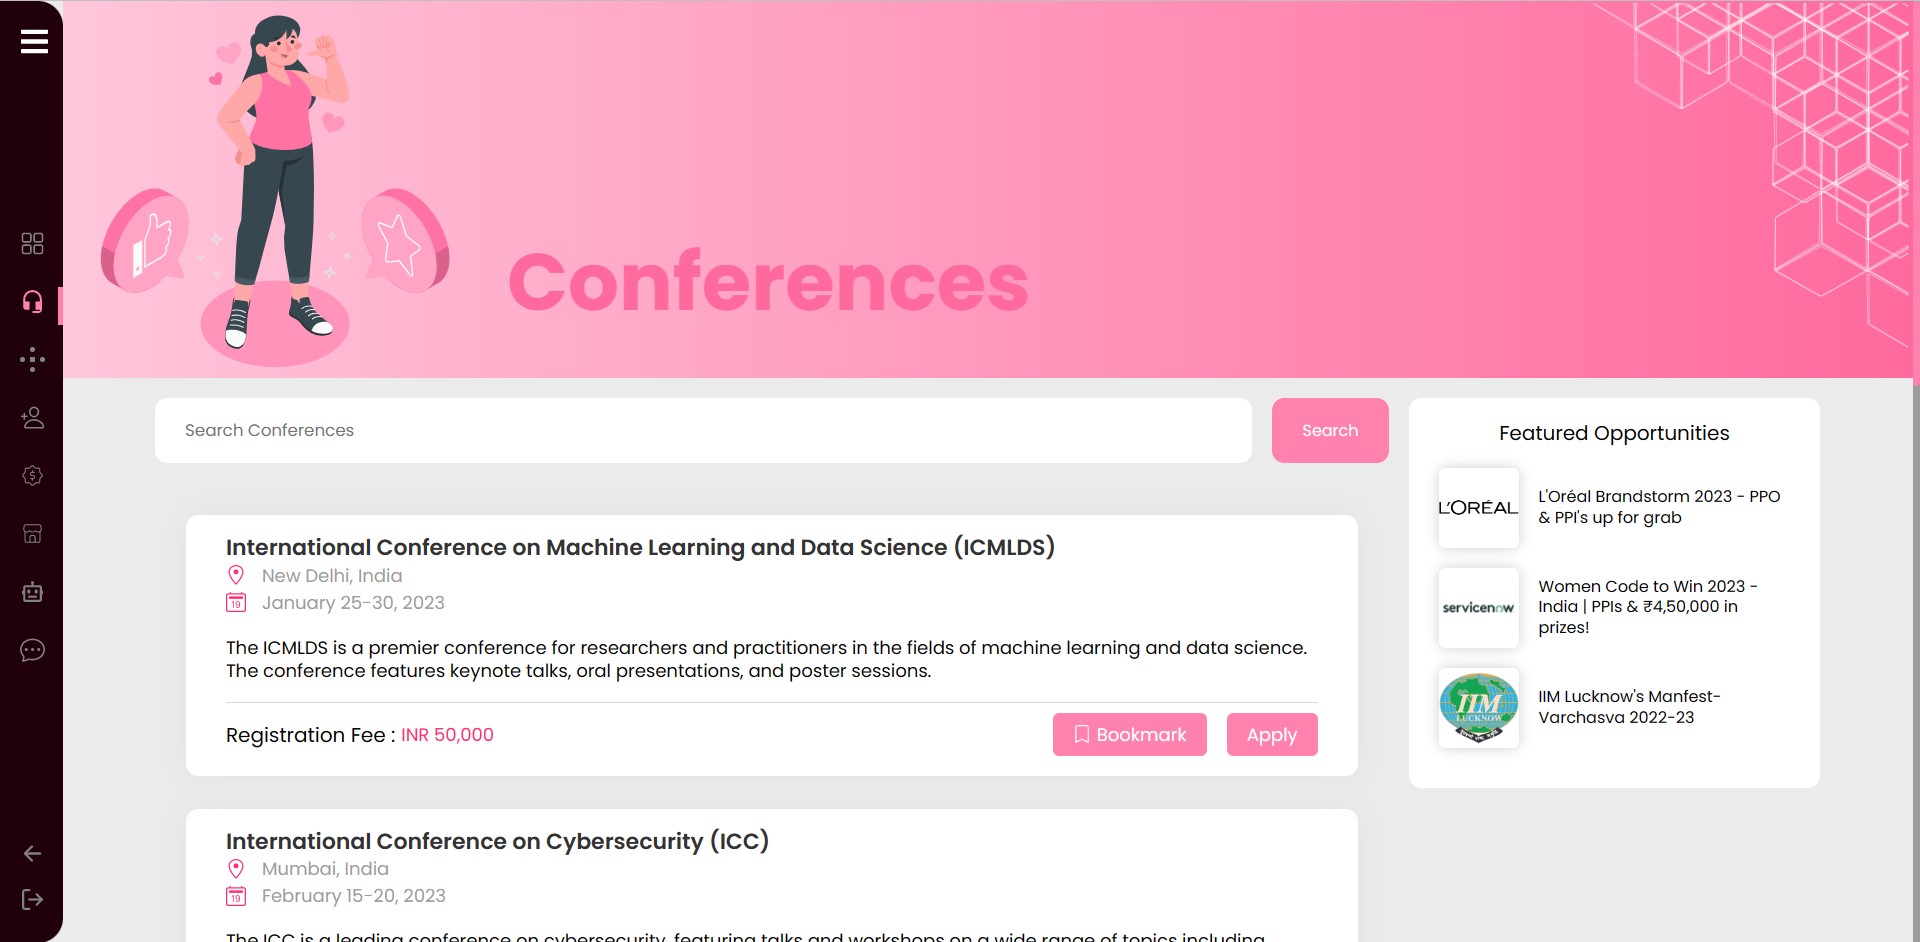 Conferences
Search Conferences
Search
International Conference on Machine Learning and Data Science (ICMLDS)
New Delhi, India
19
January 25-30, 2023
The ICMLDS is a premier conference for researchers and practitioners in the fields of machine learning and data science.
The conference features keynote talks, oral presentations, and poster sessions.
Registration Fee : INR 50,000
Bookmark
Apply
International Conference on Cybersecurity (ICC)
Mumbai, India
19
February 15-20, 2023
The ICC is a leading conference on cybersecurity, featuring talks and workshops on a wide range of topics including
Featured Opportunities
L'ORÉAL
L'Oréal Brandstorm 2023 - PPO
& PPI's up for grab
servicenow
Women Code to Win 2023 -
India | PPIs & ₹4,50,000 in
prizes!
IIM
LUCKNOW
IIM Lucknow's Manfest-
Varchasva 2022-23